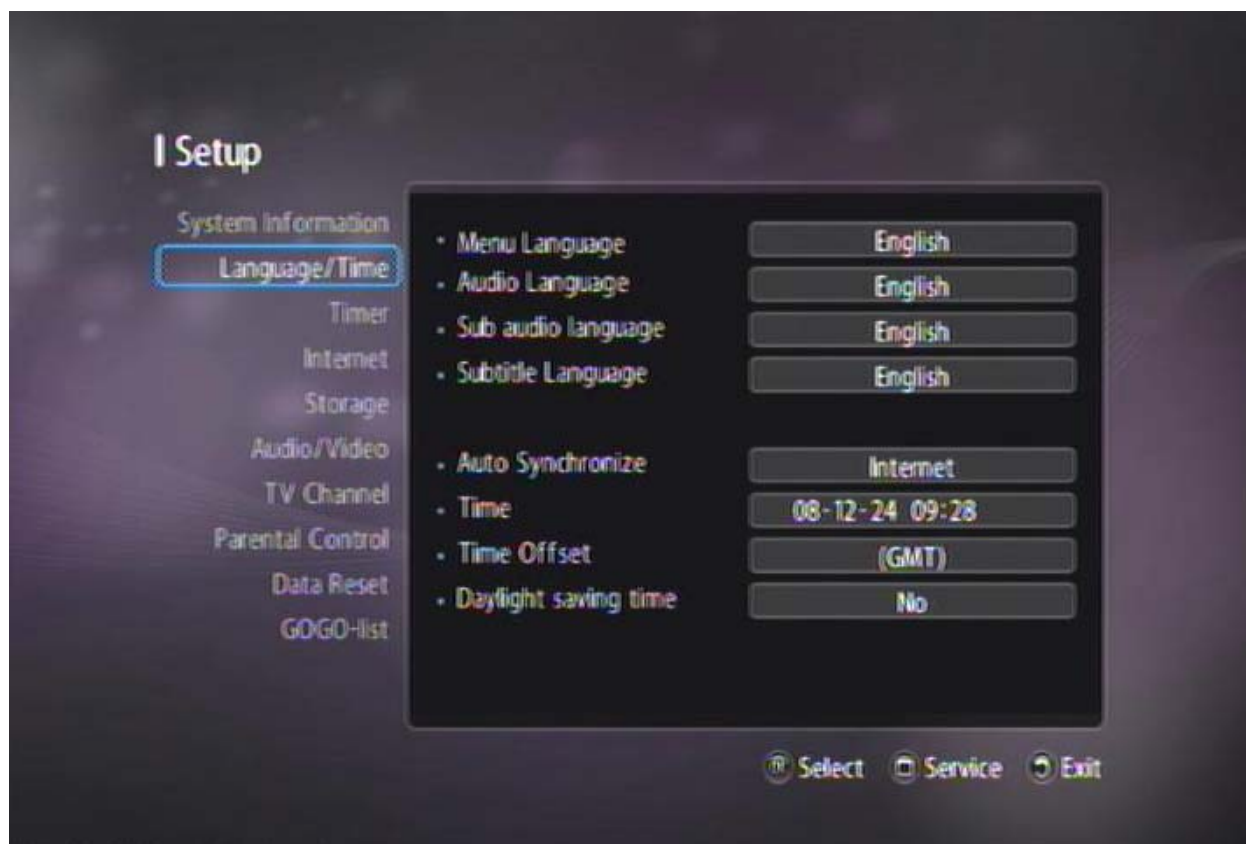 Setup
System Information
Language/Time
Timer
Internet
Storage
Audio/Video
TV Channel
Parental Control
Data Reset
GOGO-list
Menu Language English
Audio Language English
Sub audio language English
Subtitle Language English
Auto Synchronize Internet
Time 08-12-24 09:28
Time Offset (GMT)
Daylight saving time No
Select Service Exit